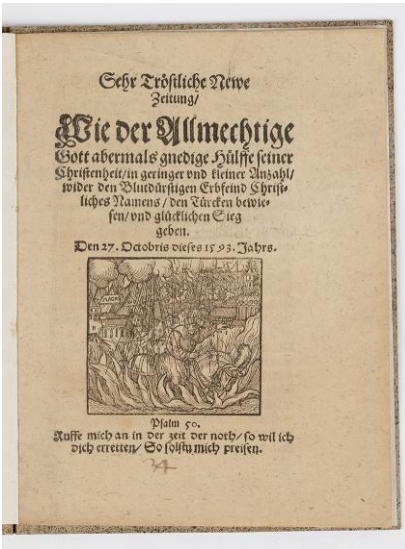 Sehr Tröstliche Newe
Zeitung/
Wie der Allmechtige
Gott abermals gnedige Hülffe seiner
Christenheit/in geringer vnd kleiner Anzahl/
wider den Blutdürstigen Erbfeind Christ-
liches Namens/den Türcken bewie-
sen/vnd glücklichen Sieg
geben.
Den 27. Octobris dieses 1593. Jahrs.
Psalm 50.
Ruffe mich an in der zeit der noth/so wil ich
dich erretten/So solstu mich preisen.